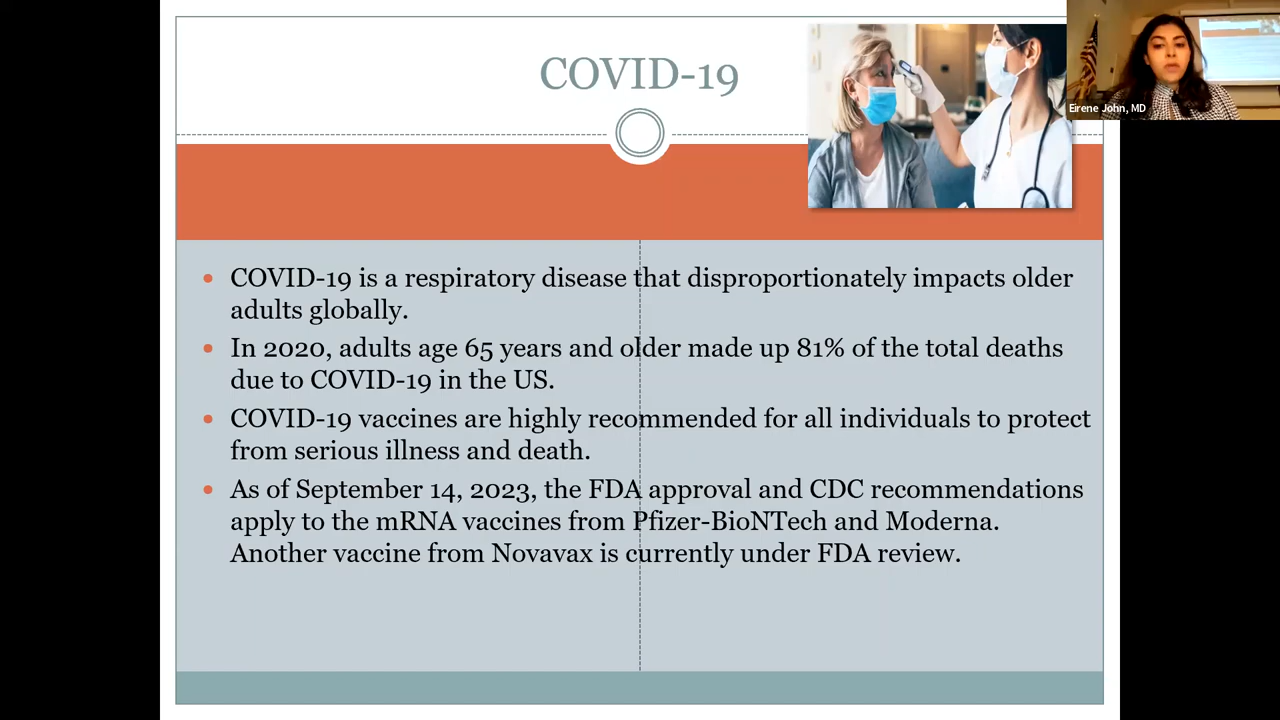 COVID-19
Eirene John, MD
• COVID-19 is a respiratory disease that disproportionately impacts older
adults globally.
• In 2020, adults age 65 years and older made up 81% of the total deaths
due to COVID-19 in the US.
• COVID-19 vaccines are highly recommended for all individuals to protect
from serious illness and death.
• As of September 14, 2023, the FDA approval and CDC recommendations
apply to the mRNA vaccines from Pfizer-BioNTech and Moderna.
Another vaccine from Novavax is currently under FDA review.